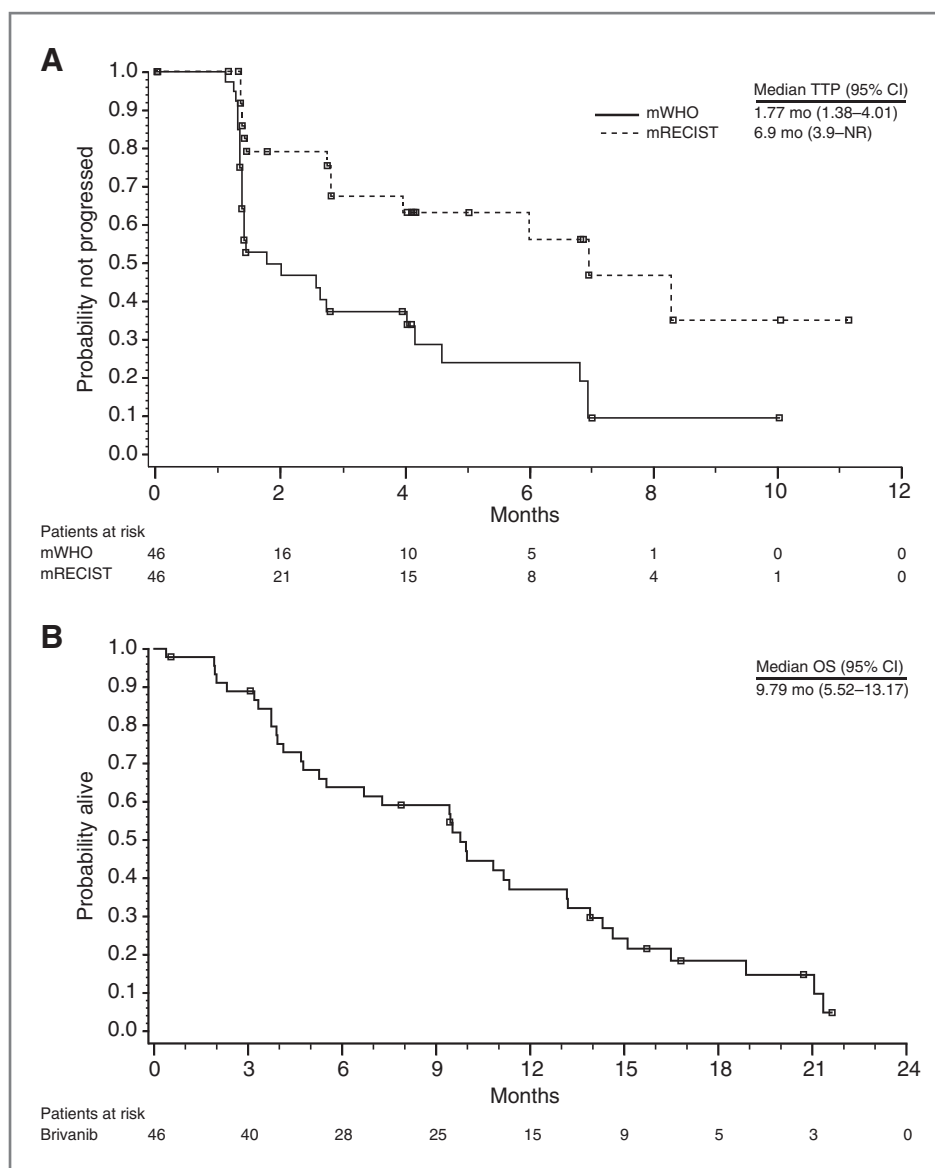 A
Probability not progressed
1.0
0.9
0.8
0.7
0.6
0.5
0.4
0.3
0.2
0.1
0.0
mWHO
mRECIST
Median TTP (95% CI)
1.77 mo (1.38–4.01)
6.9 mo (3.9–NR)
0 2 4 6 8 10 12
Months
Patients at risk
mWHO 46 16 10 5 1 0 0
mRECIST 46 21 15 8 4 1 0
B
Probability alive
1.0
0.9
0.8
0.7
0.6
0.5
0.4
0.3
0.2
0.1
0.0
Median OS (95% CI)
9.79 mo (5.52–13.17)
0 3 6 9 12 15 18 21 24
Months
Patients at risk
Brivanib 46 40 28 25 15 9 5 3 0